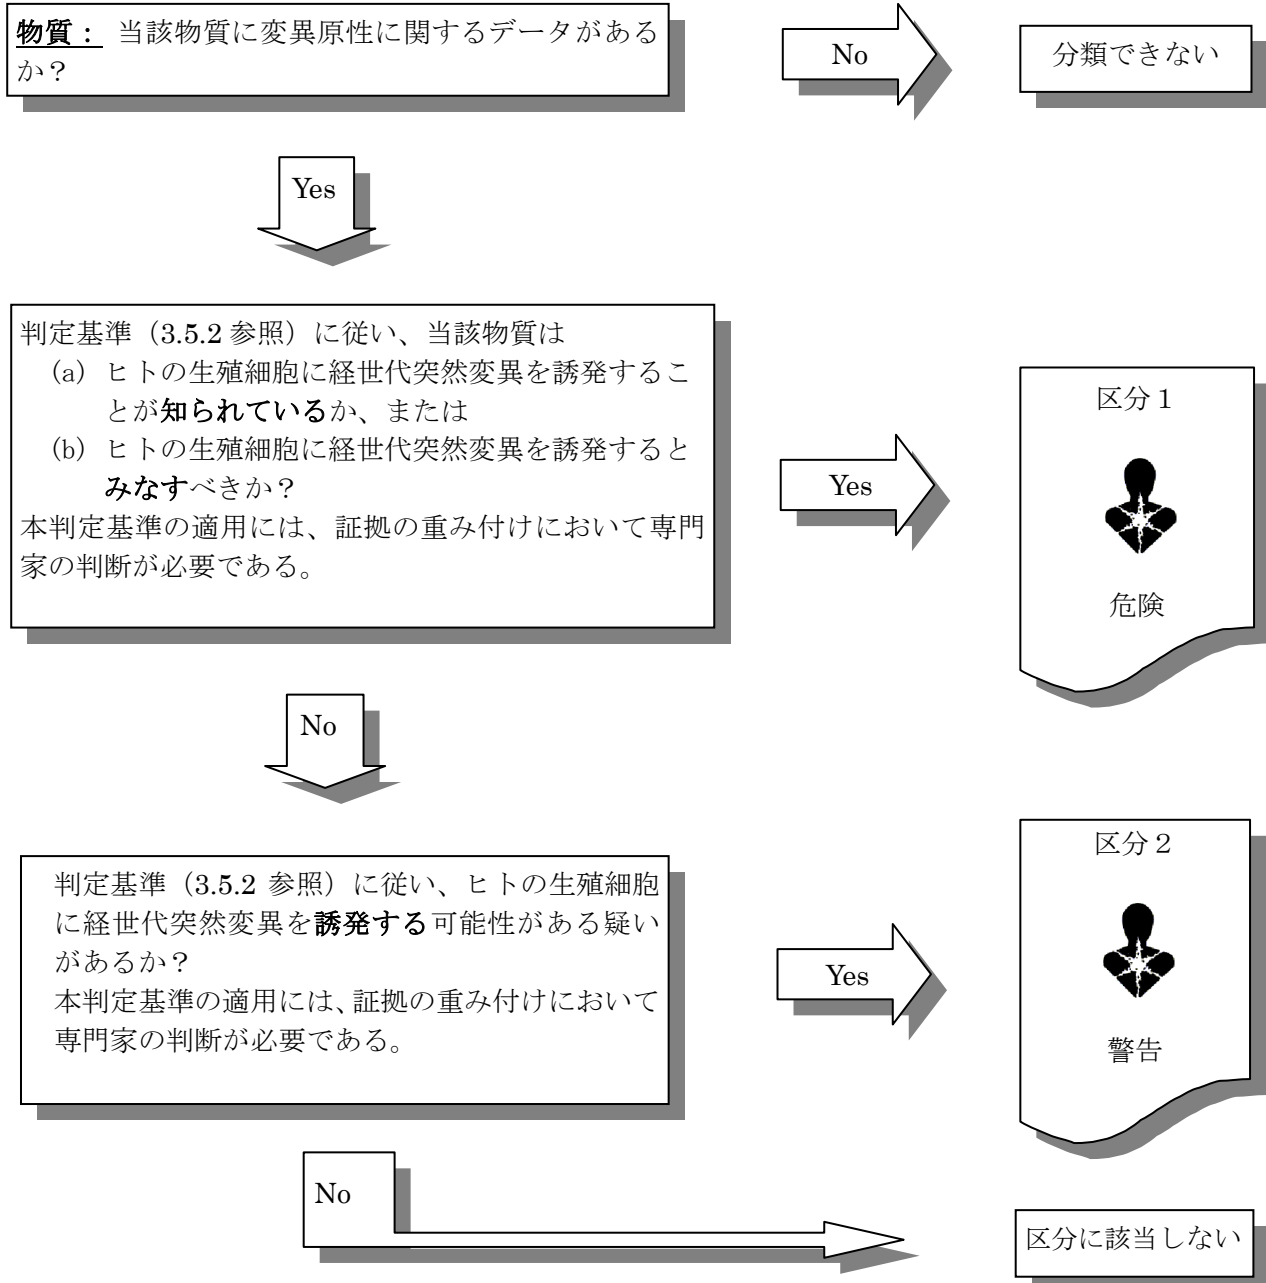 物質： 当該物質に変異原性に関するデータがある
か？
No
分類できない
Yes
判定基準（3.5.2 参照）に従い、当該物質は
(a) ヒトの生殖細胞に経世代突然変異を誘発するこ
とが知られているか、または
(b) ヒトの生殖細胞に経世代突然変異を誘発すると
みなすべきか？
本判定基準の適用には、証拠の重み付けにおいて専門
家の判断が必要である。
Yes
区分１
危険
No
判定基準（3.5.2 参照）に従い、ヒトの生殖細胞
に経世代突然変異を誘発する可能性がある疑い
があるか？
本判定基準の適用には、証拠の重み付けにおいて
専門家の判断が必要である。
Yes
区分２
警告
No
区分に該当しない